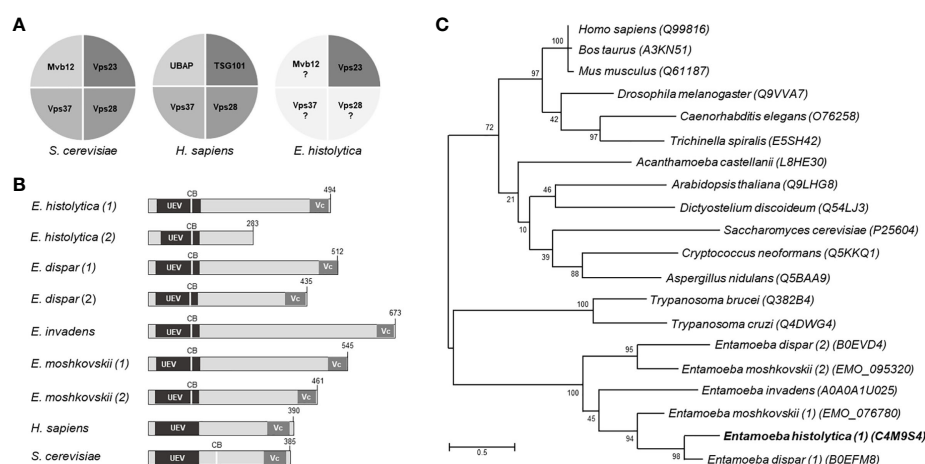 A
Mvb12 Vps23
Vps37 Vps28
S. cerevisiae
UBAP TSG101
Vps37 Vps28
H. sapiens
Mvb12 ? Vps23
Vps37 ? Vps28 ?
E. histolytica
B
E. histolytica (1) UEV CB Vc 494
E. histolytica (2) UEV CB 283
E. dispar (1) UEV CB Vc 512
E. dispar (2) UEV CB Vc 435
E. invadens UEV CB Vc 673
E. moshkovskii (1) UEV CB Vc 545
E. moshkovskii (2) UEV CB Vc 461
H. sapiens UEV Vc 390
S. cerevisiae UEV CB Vc 385
C
Homo sapiens (Q99816)
100
Bos taurus (A3KN51)
Mus musculus (Q61187)
97
Drosophila melanogaster (Q9VVA7)
42
Caenorhabditis elegans (O76258)
97
Trichinella spiralis (E5SH42)
72
Acanthamoeba castellanii (L8HE30)
21
Arabidopsis thaliana (Q9LHG8)
46
Dictyostelium discoideum (Q54LJ3)
10
Saccharomyces cerevisiae (P25604)
39
Cryptococcus neoformans (Q5KKQ1)
88
Aspergillus nidulans (Q5BAA9)
Trypanosoma brucei (Q382B4)
100
Trypanosoma cruzi (Q4DWG4)
Entamoeba dispar (2) (B0EVD4)
95
Entamoeba moshkovskii (2) (EMO_095320)
100
Entamoeba invadens (A0A0A1U025)
45
Entamoeba moshkovskii (1) (EMO_076780)
94
Entamoeba histolytica (1) (C4M9S4)
98
Entamoeba dispar (1) (B0EFM8)
0.5